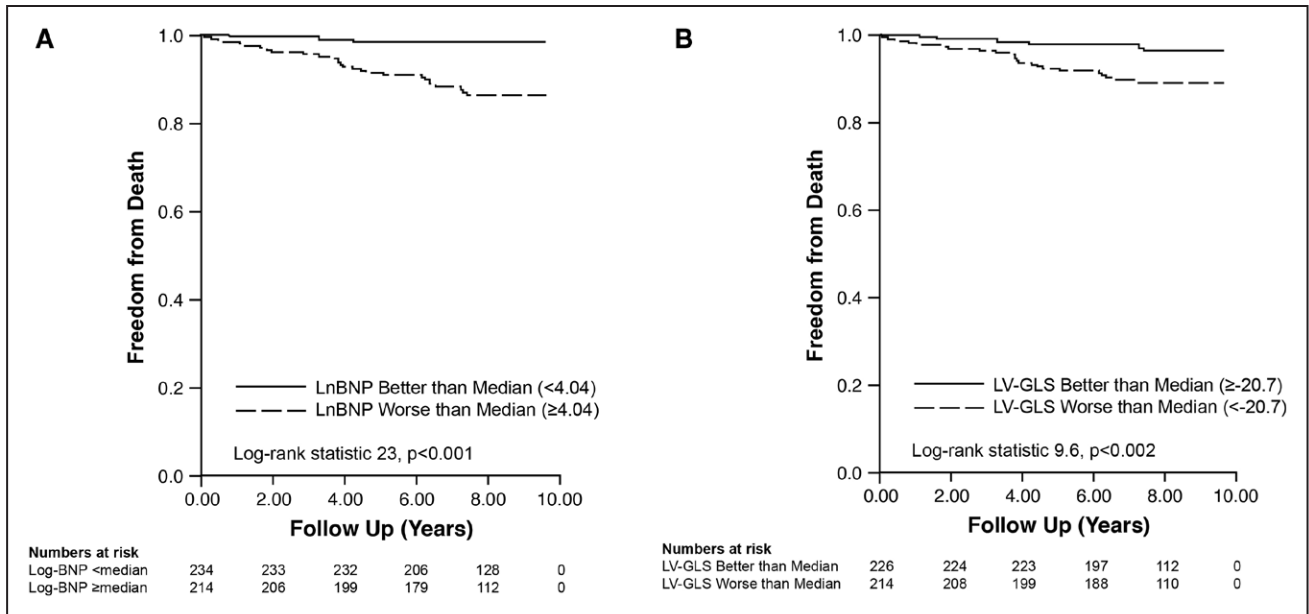 A
1.0
0.8
0.6
0.4
0.2
0.0
Freedom from Death
LnBNP Better than Median (<4.04)
LnBNP Worse than Median (≥4.04)
Log-rank statistic 23, p<0.001
0.00 2.00 4.00 6.00 8.00 10.00
Follow Up (Years)
Numbers at risk
Log-BNP <median 234 233 232 206 128 0
Log-BNP ≥median 214 206 199 179 112 0
B
1.0
0.8
0.6
0.4
0.2
0.0
Freedom from Death
LV-GLS Better than Median (≥-20.7)
LV-GLS Worse than Median (<-20.7)
Log-rank statistic 9.6, p<0.002
0.00 2.00 4.00 6.00 8.00 10.00
Follow Up (Years)
Numbers at risk
LV-GLS Better than Median 226 224 223 197 112 0
LV-GLS Worse than Median 214 208 199 188 110 0